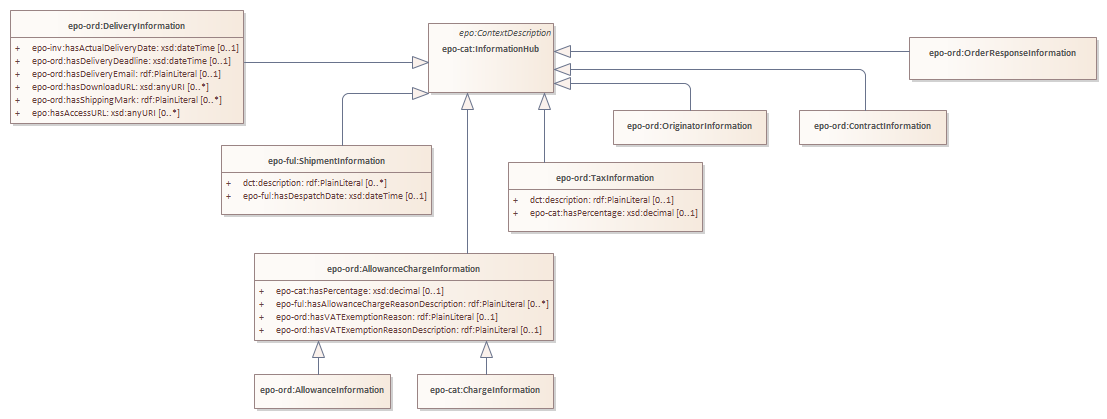 epo-ord:DeliveryInformation
+ epo-inv:hasActualDeliveryDate: xsd:dateTime [0..1]
+ epo-ord:hasDeliveryDeadline: xsd:dateTime [0..1]
+ epo-ord:hasDeliveryEmail: rdf:PlainLiteral [0..1]
+ epo-ord:hasDownloadURL: xsd:anyURI [0..*]
+ epo-ord:hasShippingMark: rdf:PlainLiteral [0..*]
+ epo:hasAccessURL: xsd:anyURI [0..*]
epo:ContextDescription
epo-cat:InformationHub
epo-ord:OrderResponseInformation
epo-ord:OriginatorInformation
epo-ord:ContractInformation
epo-ful:ShipmentInformation
+ dct:description: rdf:PlainLiteral [0..*]
+ epo-ful:hasDespatchDate: xsd:dateTime [0..1]
epo-ord:TaxInformation
+ dct:description: rdf:PlainLiteral [0..1]
+ epo-cat:hasPercentage: xsd:decimal [0..1]
epo-ord:AllowanceChargeInformation
+ epo-cat:hasPercentage: xsd:decimal [0..1]
+ epo-ful:hasAllowanceChargeReasonDescription: rdf:PlainLiteral [0..*]
+ epo-ord:hasVATExemptionReason: rdf:PlainLiteral [0..1]
+ epo-ord:hasVATExemptionReasonDescription: rdf:PlainLiteral [0..1]
epo-ord:AllowanceInformation
epo-cat:ChargeInformation